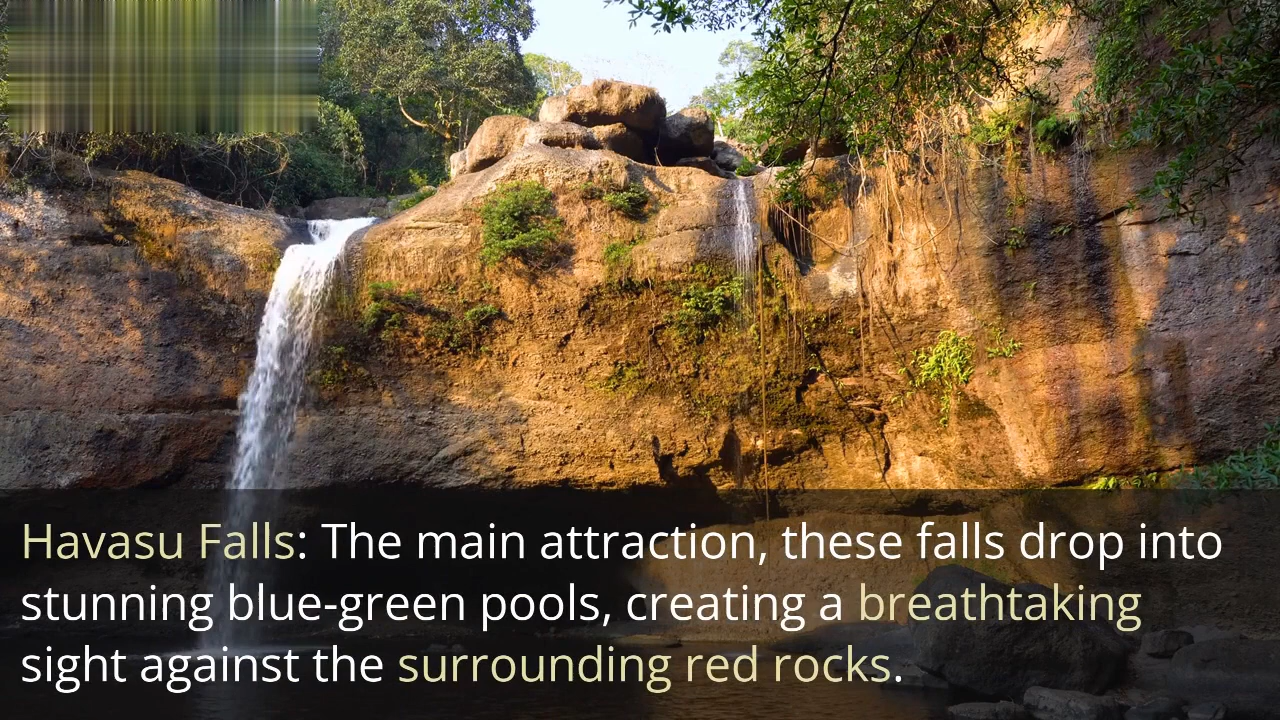 Havasu Falls: The main attraction, these falls drop into
stunning blue-green pools, creating a breathtaking
sight against the surrounding red rocks.